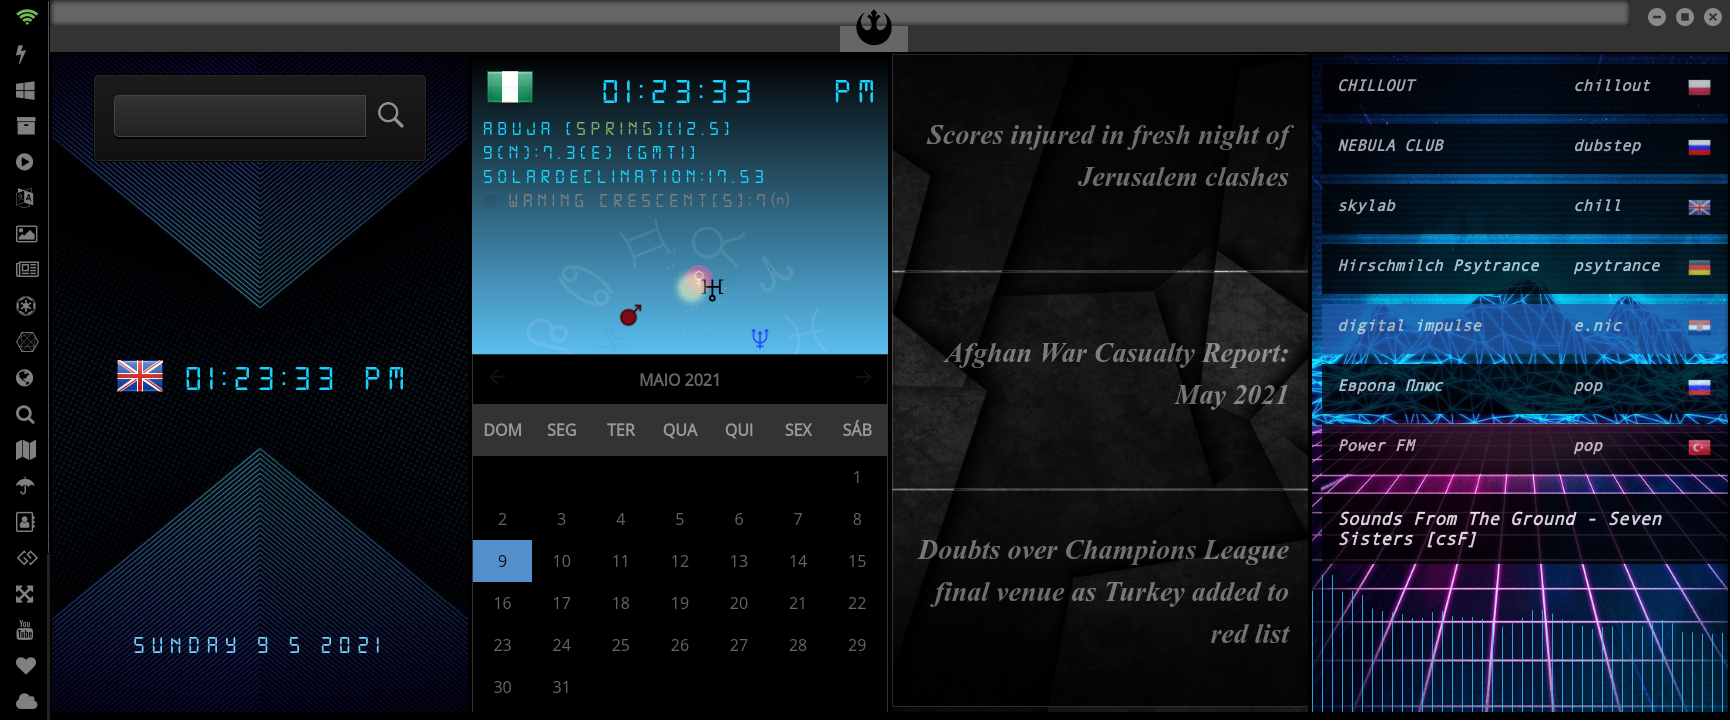 01:23:33 PM
SUNDAY 9 5 2021
01:23:33 PM
ABUJA [SPRING][12.5]
9(N):7.3(E) [GMT1]
SOLARDECLINATION:17.53
WANING CRESCENT[S]:7(n)
MAIO 2021
DOM SEG TER QUA QUI SEX SÁB
1
2 3 4 5 6 7 8
9 10 11 12 13 14 15
16 17 18 19 20 21 22
23 24 25 26 27 28 29
30 31
Scores injured in fresh night of
Jerusalem clashes
Afghan War Casualty Report:
May 2021
Doubts over Champions League
final venue as Turkey added to
red list
CHILLOUT chillout
NEBULA CLUB dubstep
skylab chill
Hirschmilch Psytrance psytrance
digital impulse e.nic
Европа Плюс pop
Power FM pop
Sounds From The Ground - Seven
Sisters [csF]
You
Tube